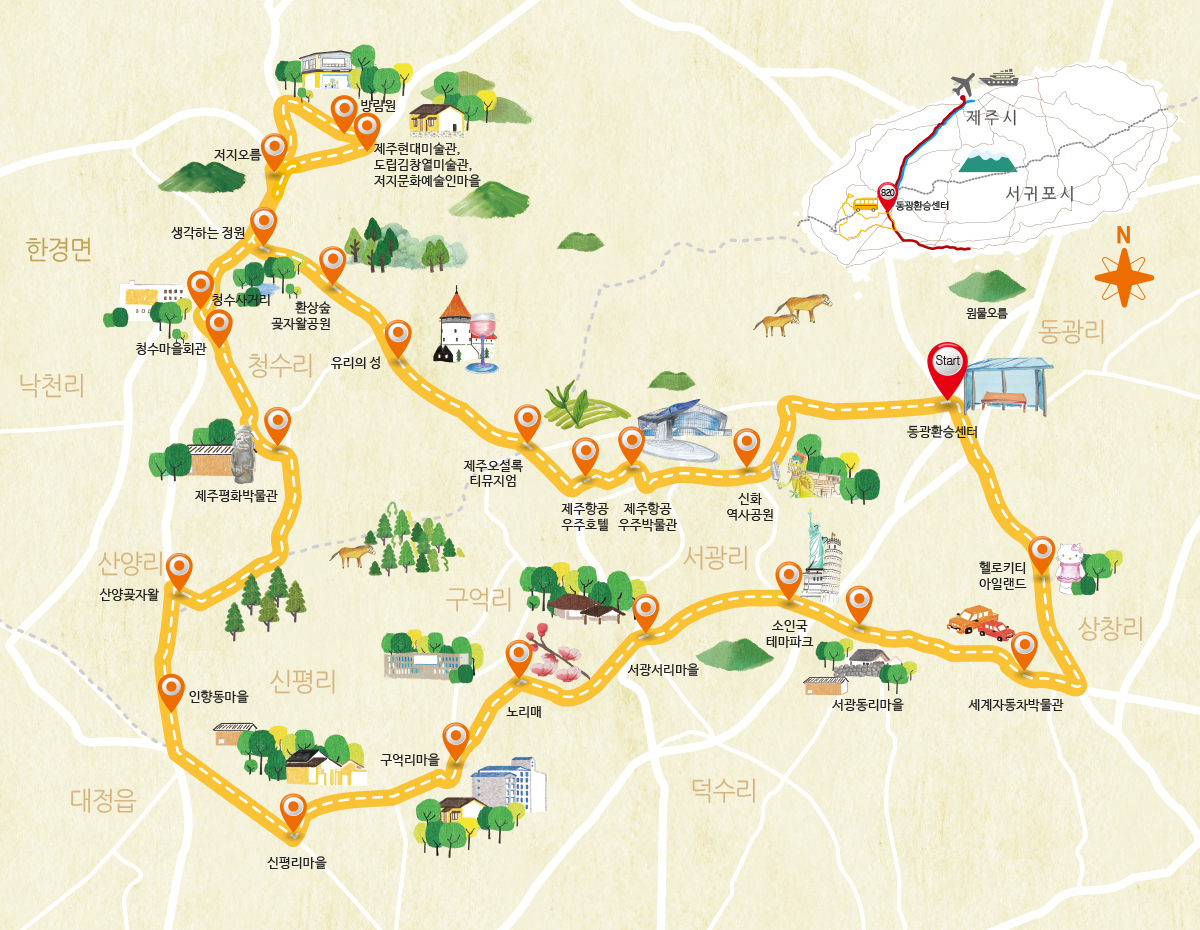 방림원
제주현대미술관,
도립김창열미술관,
저지문화예술인마을
저지오름
생각하는 정원
한경면
청수사거리
환상숲
곶자왈공원
청수마을회관
청수리
유리의 성
낙천리
제주평화박물관
제주오설록
티뮤지엄
제주항공
우주호텔
제주항공
우주박물관
신화
역사공원
제주시
서귀포시
820
동광환승센터
N
원물오름
동광리
Start
동광환승센터
산양리
산양곶자왈
구억리
서광리
헬로키티
아일랜드
상창리
소인국
테마파크
서광서리마을
서광동리마을
세계자동차박물관
신평리
인향동마을
노리매
구억리마을
대정읍
덕수리
신평리마을